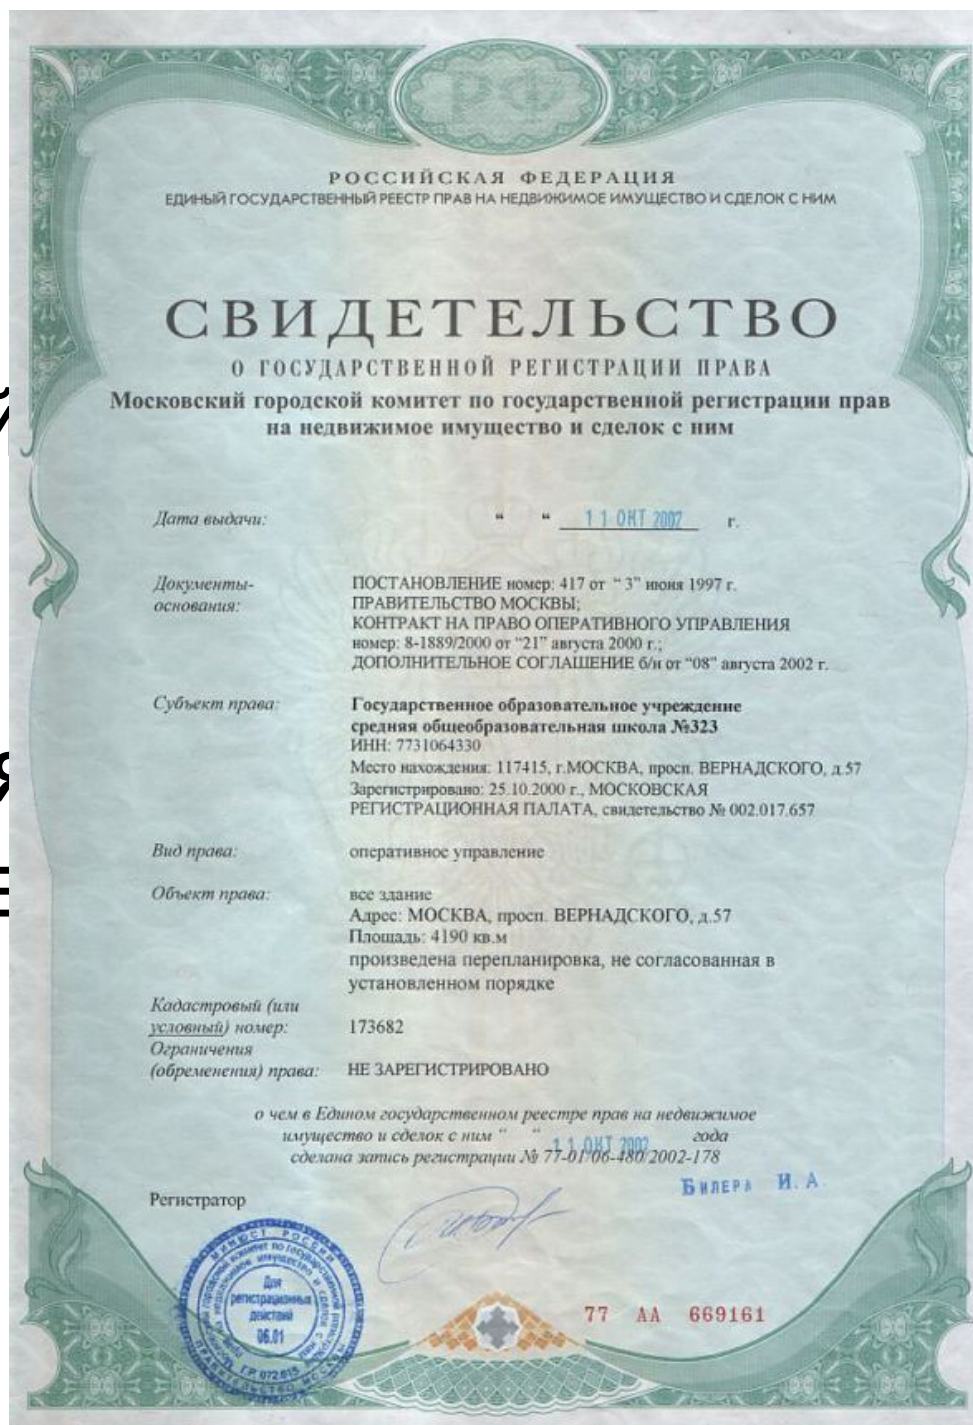 РФ
РОССИЙСКАЯ ФЕДЕРАЦИЯ
ЕДИНЫЙ ГОСУДАРСТВЕННЫЙ РЕЕСТР ПРАВ НА НЕДВИЖИМОЕ ИМУЩЕСТВО И СДЕЛОК С НИМ
СВИДЕТЕЛЬСТВО
О ГОСУДАРСТВЕННОЙ РЕГИСТРАЦИИ ПРАВА
Московский городской комитет по государственной регистрации прав
на недвижимое имущество и сделок с ним
й
Дата выдачи: “ “ 11 ОКТ 2002 г.
Документы-основания: ПОСТАНОВЛЕНИЕ номер: 417 от “ 3” июня 1997 г.
ПРАВИТЕЛЬСТВО МОСКВЫ;
КОНТРАКТ НА ПРАВО ОПЕРАТИВНОГО УПРАВЛЕНИЯ
номер: 8-1889/2000 от “21” августа 2000 г.;
ДОПОЛНИТЕЛЬНОЕ СОГЛАШЕНИЕ б/н от “08” августа 2002 г.
Субъект права: Государственное образовательное учреждение
средняя общеобразовательная школа №323
ИНН: 7731064330
Место нахождения: 117415, г.МОСКВА, просп. ВЕРНАДСКОГО, д.57
Зарегистрировано: 25.10.2000 г., МОСКОВСКАЯ
РЕГИСТРАЦИОННАЯ ПАЛАТА, свидетельство № 002.017.657
я
Вид права: оперативное управление
Объект права: все здание
Адрес: МОСКВА, просп. ВЕРНАДСКОГО, д.57
Площадь: 4190 кв.м
произведена перепланировка, не согласованная в
установленном порядке
Кадастровый (или
условный) номер: 173682
Ограничения
(обременения) права: НЕ ЗАРЕГИСТРИРОВАНО
о чем в Едином государственном реестре прав на недвижимое
имущество и сделок с ним “ “ 11 ОКТ 2002 года
сделана запись регистрации № 77-01/06-480/2002-178
Регистратор
Билера И. А.
МИНЮСТ РОССИИ
Для
регистрационных
действий
06.01
77 АА 669161